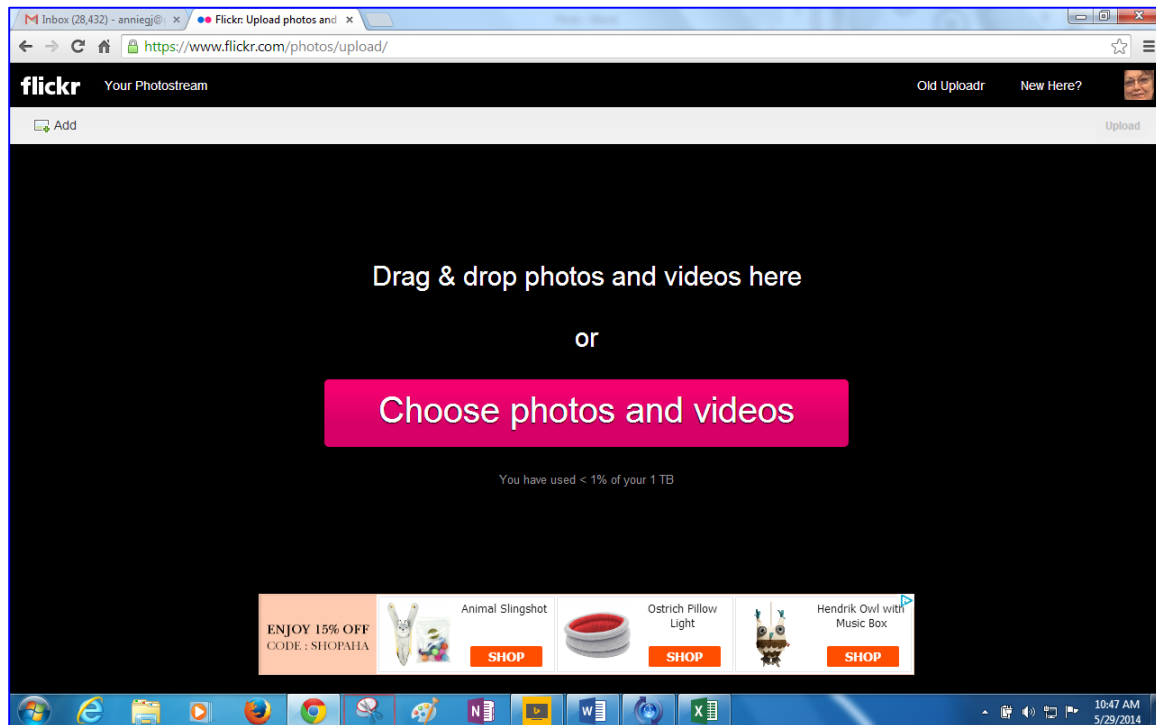 Inbox (28,432) - anniegj@
Flickr: Upload photos and
https://www.flickr.com/photos/upload/
flickr Your Photostream Old Uploadr New Here?
Add Upload
Drag & drop photos and videos here
or
Choose photos and videos
You have used < 1% of your 1 TB
ENJOY 15% OFF
CODE : SHOPAHA
Animal Slingshot
SHOP
Ostrich Pillow
Light
SHOP
Hendrik Owl with
Music Box
SHOP
10:47 AM
5/29/2014